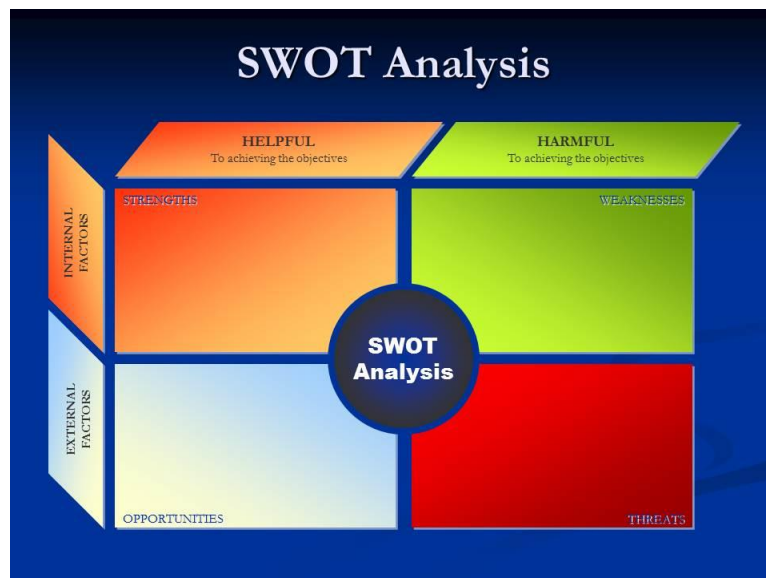 SWOT Analysis
HELPFUL
To achieving the objectives
HARMFUL
To achieving the objectives
INTERNAL
FACTORS
STRENGTHS
WEAKNESSES
SWOT
Analysis
EXTERNAL
FACTORS
OPPORTUNITIES
THREATS